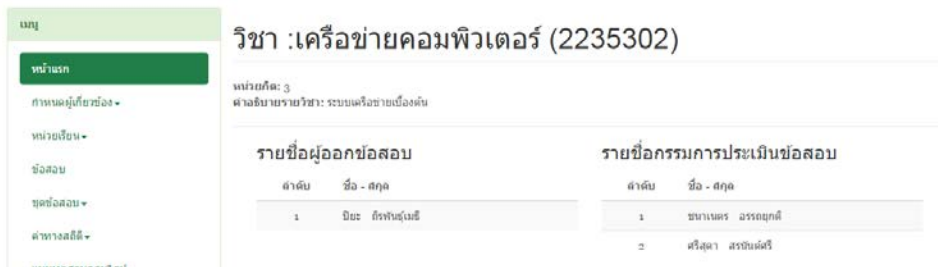 เมนู
หน้าแรก
กำหนดผู้เกี่ยวข้อง
หน่วยเรียน
ข้อสอบ
ชุดข้อสอบ
ค่าทางสถิติ
วิชา :เครือข่ายคอมพิวเตอร์ (2235302)
หน่วยกิต: 3
คำอธิบายรายวิชา: ระบบเครือข่ายเบื้องต้น
รายชื่อผู้ออกข้อสอบ
ลำดับ ชื่อ - สกุล
1 ปิยะ ถิรพันธุ์เมธี
รายชื่อกรรมการประเมินข้อสอบ
ลำดับ ชื่อ - สกุล
1 ชนาเนตร อรรถยุกติ
2 ศรีสุดา สรนันต์ศรี